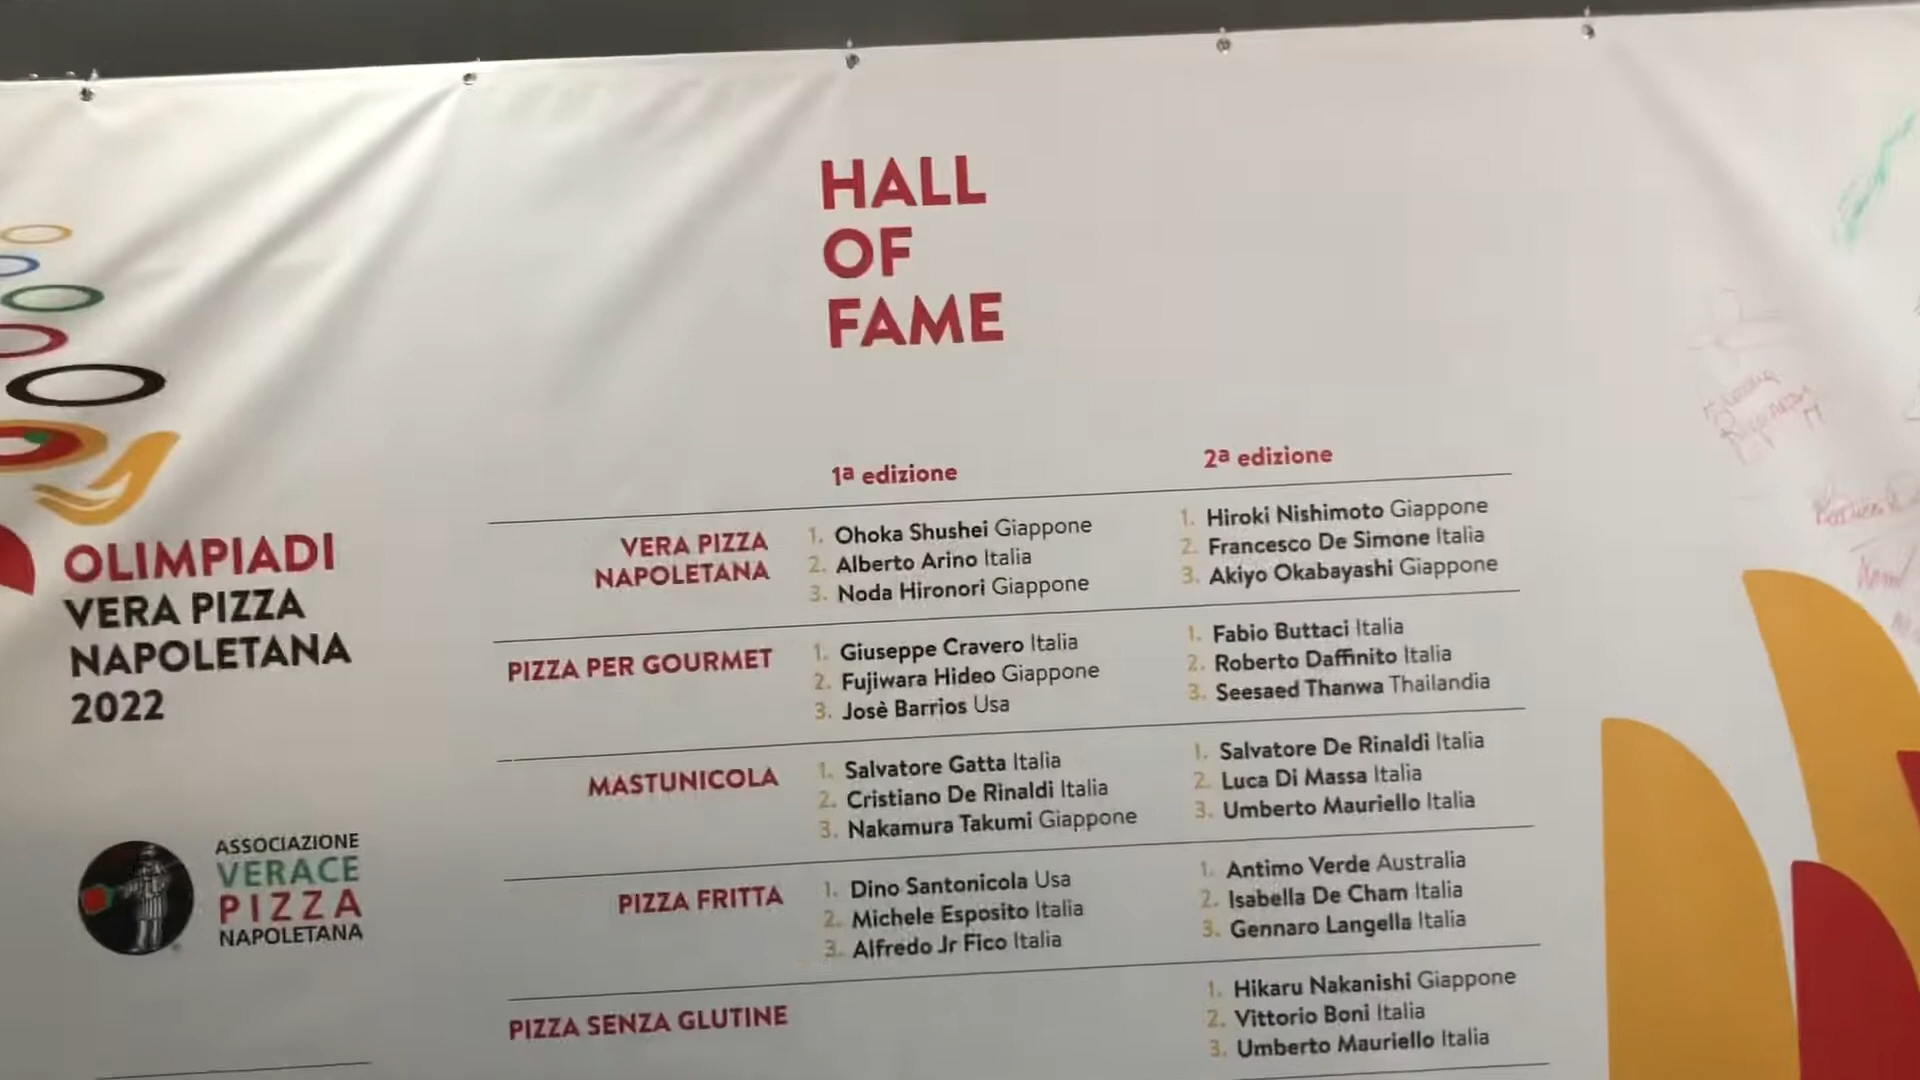 HALL
OF
FAME
1ª edizione
2ª edizione
VERA PIZZA
NAPOLETANA
1. Ohoka Shushei Giappone
2. Alberto Arino Italia
3. Noda Hironori Giappone
1. Hiroki Nishimoto Giappone
2. Francesco De Simone Italia
3. Akiyo Okabayashi Giappone
PIZZA PER GOURMET
1. Giuseppe Cravero Italia
2. Fujiwara Hideo Giappone
3. Josè Barrios Usa
1. Fabio Buttaci Italia
2. Roberto Daffinito Italia
3. Seesaed Thanwa Thailandia
MASTUNICOLA
1. Salvatore Gatta Italia
2. Cristiano De Rinaldi Italia
3. Nakamura Takumi Giappone
1. Salvatore De Rinaldi Italia
2. Luca Di Massa Italia
3. Umberto Mauriello Italia
PIZZA FRITTA
1. Dino Santonicola Usa
2. Michele Esposito Italia
3. Alfredo Jr Fico Italia
1. Antimo Verde Australia
2. Isabella De Cham Italia
3. Gennaro Langella Italia
PIZZA SENZA GLUTINE
1. Hikaru Nakanishi Giappone
2. Vittorio Boni Italia
3. Umberto Mauriello Italia
OLIMPIADI
VERA PIZZA
NAPOLETANA
2022
ASSOCIAZIONE
VERACE
PIZZA
NAPOLETANA